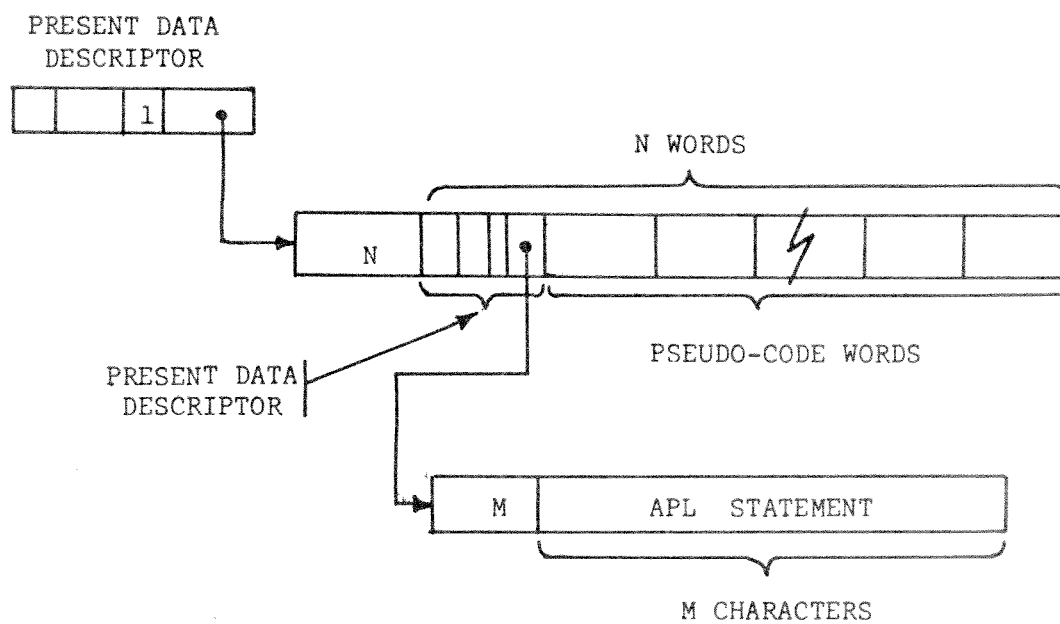 PRESENT DATA
DESCRIPTOR
1
N WORDS
N
PSEUDO-CODE WORDS
PRESENT DATA
DESCRIPTOR
M
APL STATEMENT
M CHARACTERS